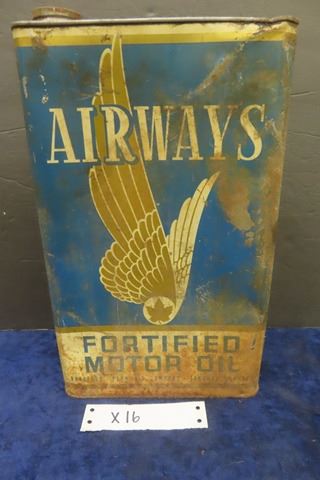 AIRWAYS
FORTIFIED
MOTOR OIL
X16